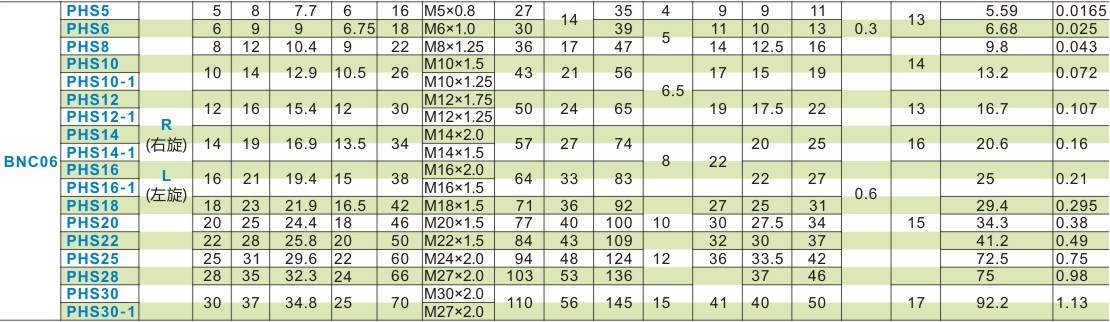 PHS5 5 8 7.7 6 16 M5×0.8 27 14 35 4 9 9 11 0.3 13 5.59 0.0165
PHS6 6 9 9 6.75 18 M6×1.0 30 39 5 11 10 13 6.68 0.025
PHS8 8 12 10.4 9 22 M8×1.25 36 17 47 14 12.5 16 9.8 0.043
PHS10 10 14 12.9 10.5 26 M10×1.5 43 21 56 6.5 17 15 19 14 13.2 0.072
PHS10-1 M10×1.25
PHS12 12 16 15.4 12 30 M12×1.75 50 24 65 19 17.5 22 13 16.7 0.107
PHS12-1 M12×1.25
BNC06 R (右旋) L (左旋)
PHS14 14 19 16.9 13.5 34 M14×2.0 57 27 74 8 22 20 25 0.6 16 20.6 0.16
PHS14-1 M14×1.5
PHS16 16 21 19.4 15 38 M16×2.0 64 33 83 22 27 25 0.21
PHS16-1 M16×1.5
PHS18 18 23 21.9 16.5 42 M18×1.5 71 36 92 10 27 25 31 15 29.4 0.295
PHS20 20 25 24.4 18 46 M20×1.5 77 40 100 30 27.5 34 34.3 0.38
PHS22 22 28 25.8 20 50 M22×1.5 84 43 109 12 32 30 37 41.2 0.49
PHS25 25 31 29.6 22 60 M24×2.0 94 48 124 36 33.5 42 72.5 0.75
PHS28 28 35 32.3 24 66 M27×2.0 103 53 136 15 41 37 46 17 75 0.98
PHS30 30 37 34.8 25 70 M30×2.0 110 56 145 40 50 92.2 1.13
PHS30-1 M27×2.0